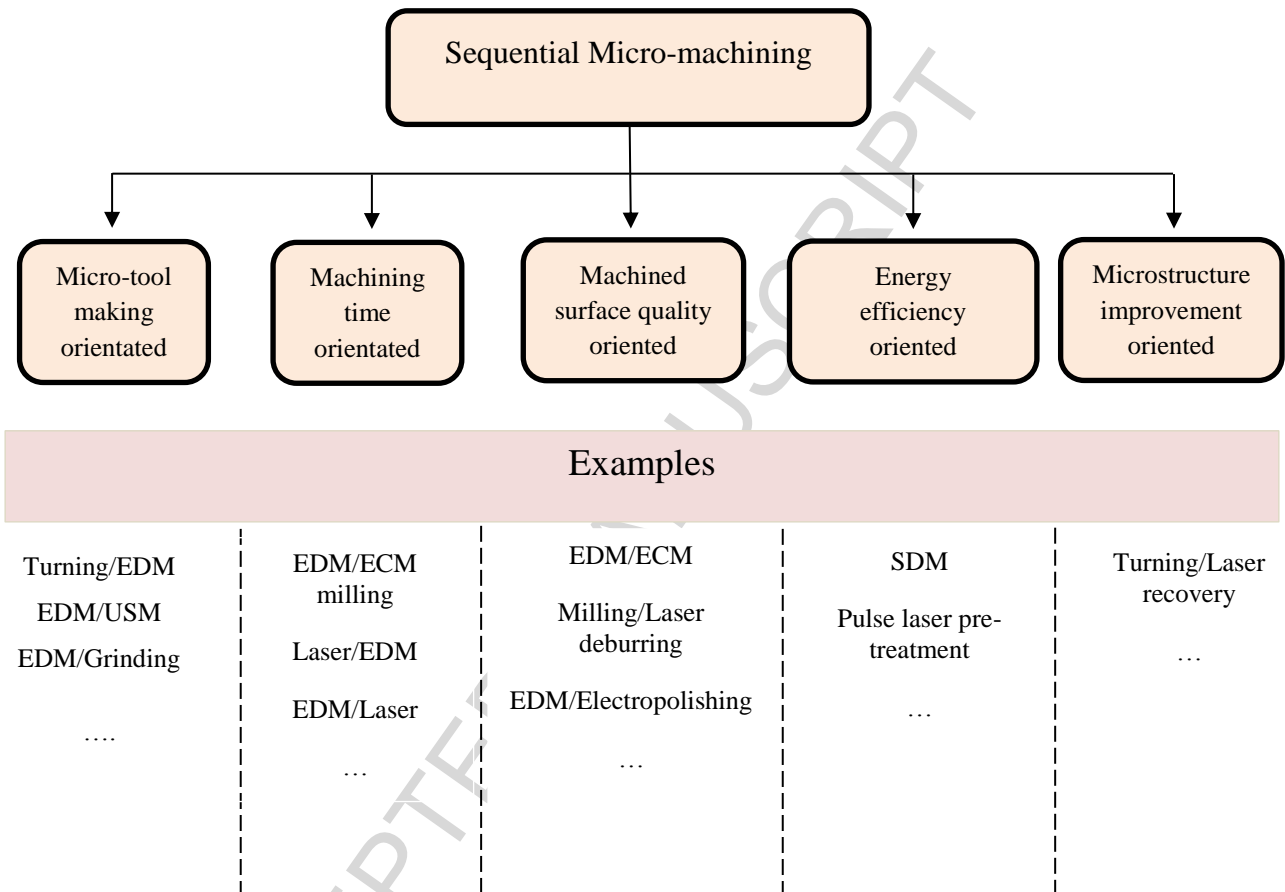 Sequential Micro-machining
Micro-tool
making
orientated
Machining
time
orientated
Machined
surface quality
oriented
Energy
efficiency
oriented
Microstructure
improvement
oriented
Examples
Turning/EDM
EDM/USM
EDM/Grinding
….
EDM/ECM
milling
Laser/EDM
EDM/Laser
…
EDM/ECM
Milling/Laser
deburring
EDM/Electropolishing
…
SDM
Pulse laser pre-
treatment
…
Turning/Laser
recovery
…